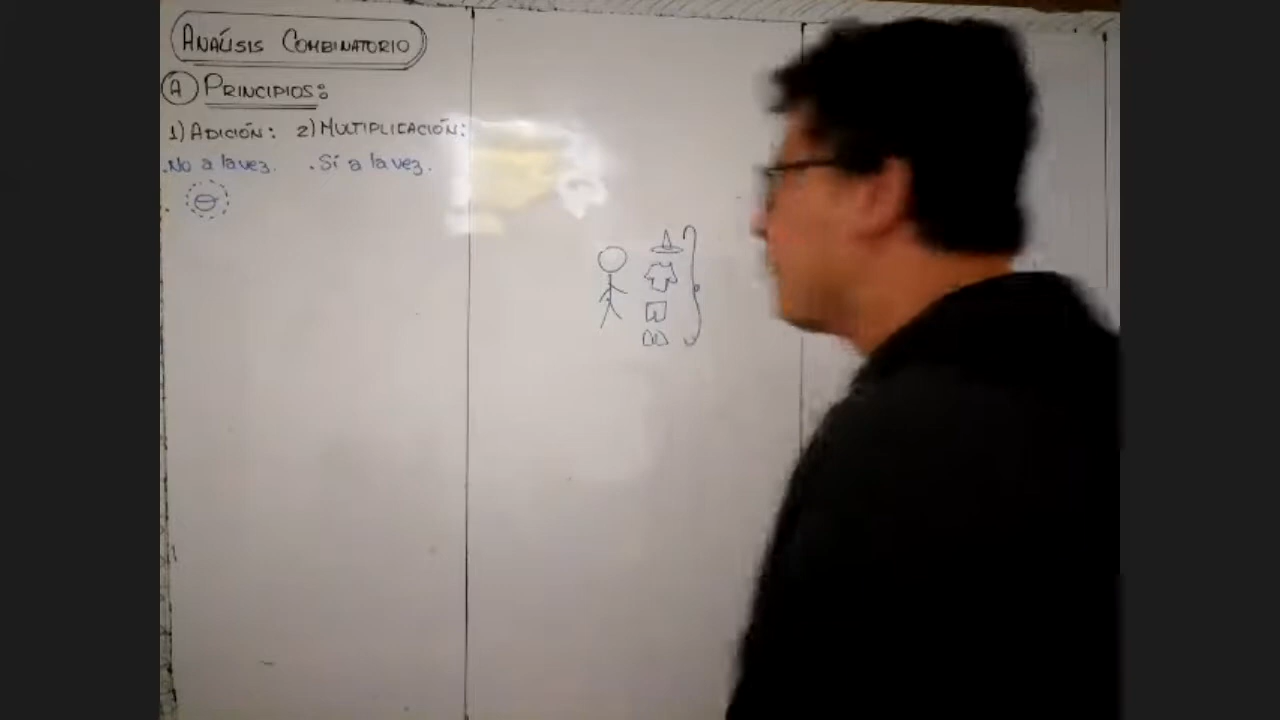 ANÁLISIS COMBINATORIO
A PRINCIPIOS:
1) ADICIÓN: 2) MULTIPLICACIÓN:
.No a la vez. .Sí a la vez.